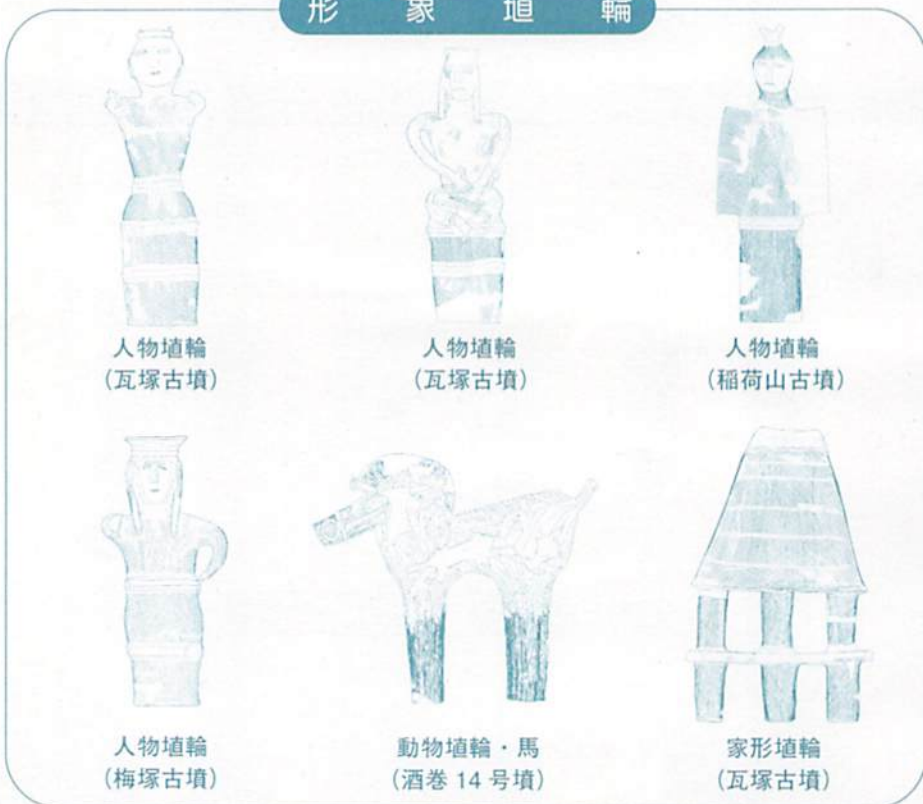 形象埴輪
人物埴輪
(瓦塚古墳)
人物埴輪
(瓦塚古墳)
人物埴輪
(稲荷山古墳)
人物埴輪
(梅塚古墳)
動物埴輪・馬
(酒巻 14 号墳)
家形埴輪
(瓦塚古墳)